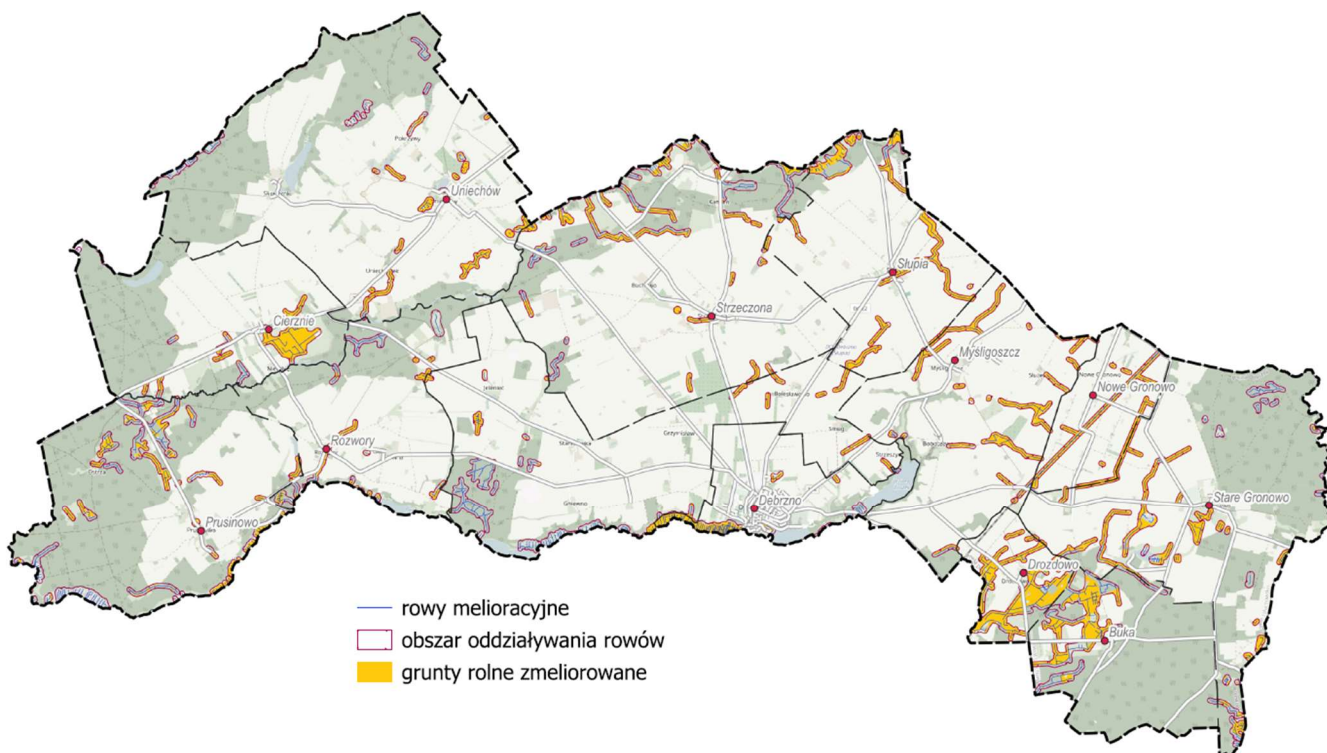 Uniechów
Słupia
Cierznie
Strzeczona
Myśligoszcz
Nowe Gronowo
Rozwory
Debrzno
Stare Gronowo
Prusinowo
Drozdowo
Buka
rowy melioracyjne
obszar oddziaływania rowów
grunty rolne zmeliorowane